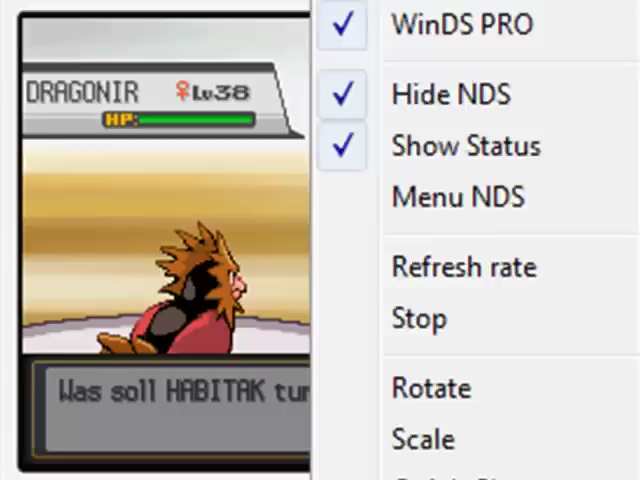 DRAGONIR ♀Lv38
HP:
Was soll HABITAK tun
WinDS PRO
Hide NDS
Show Status
Menu NDS
Refresh rate
Stop
Rotate
Scale